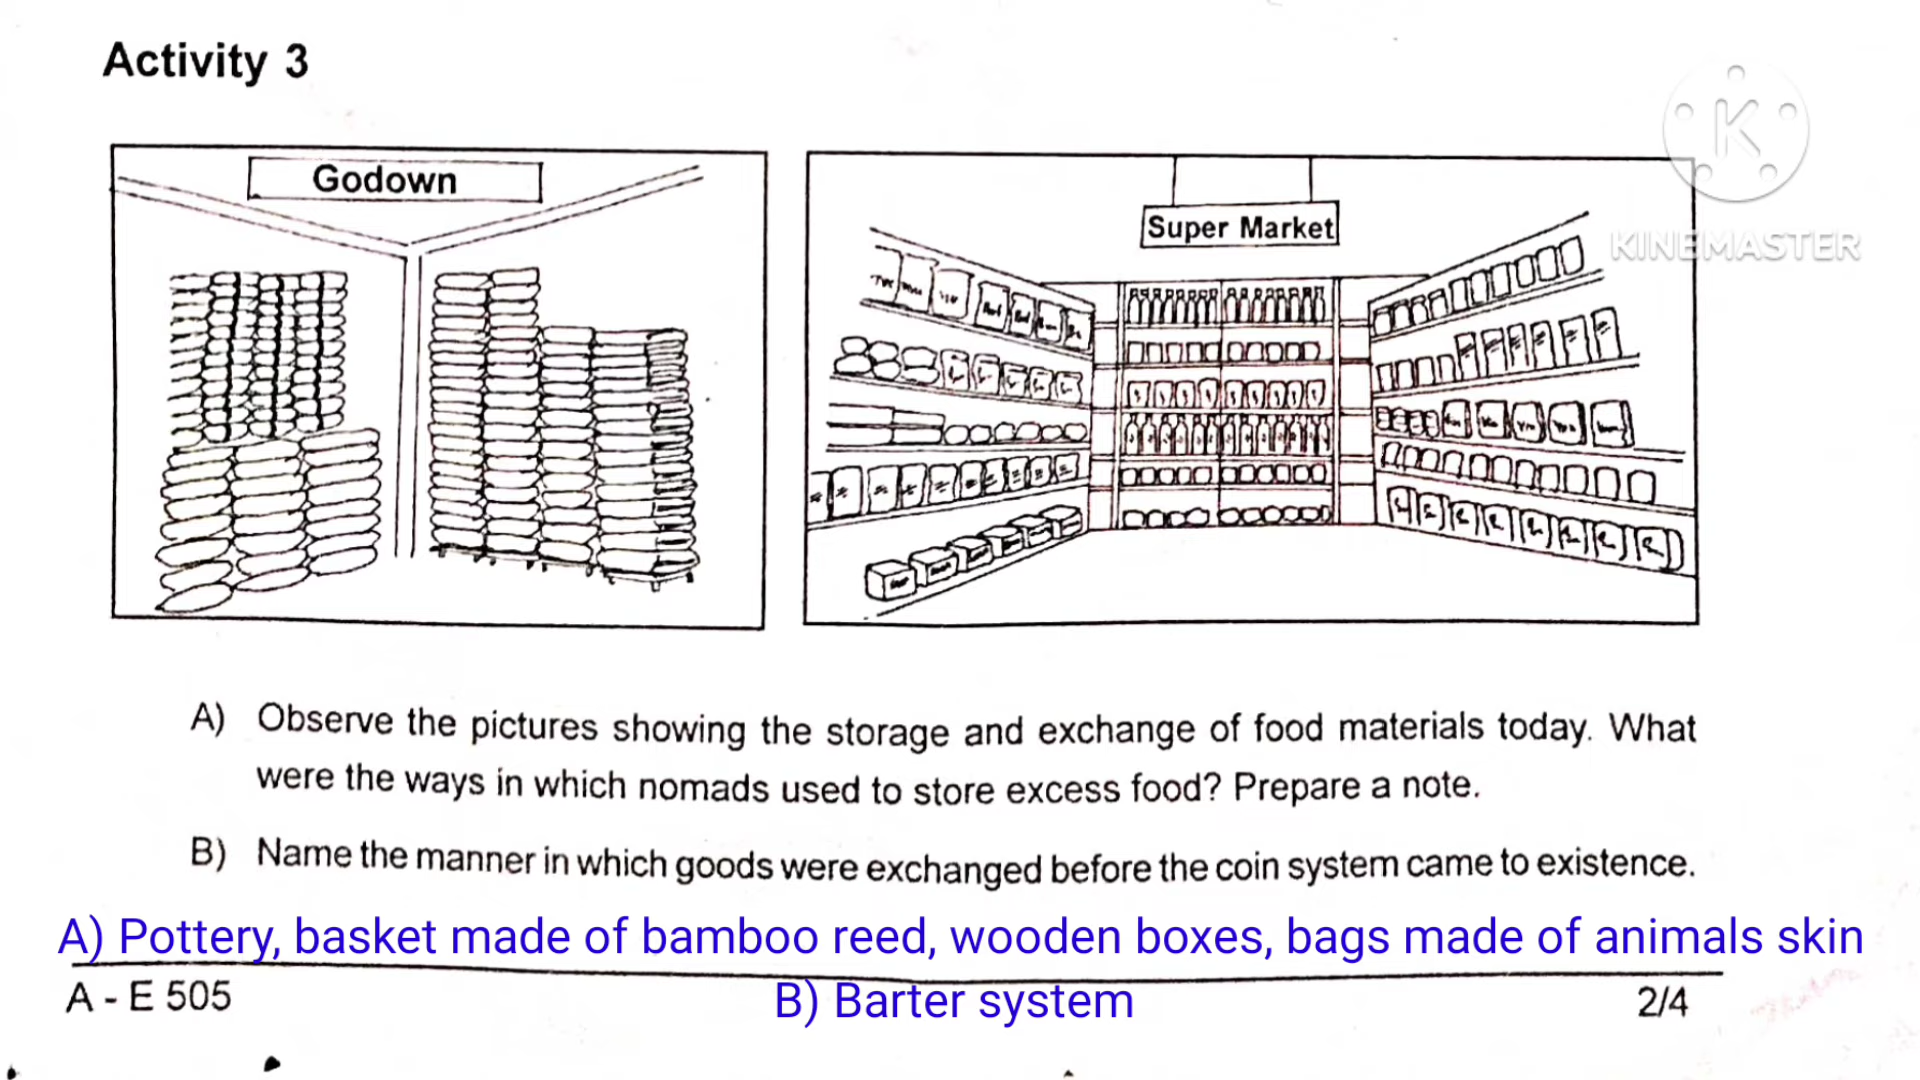 Activity 3
Godown
Super Market
K
KINEMASTER
A) Observe the pictures showing the storage and exchange of food materials today. What
were the ways in which nomads used to store excess food? Prepare a note.
B) Name the manner in which goods were exchanged before the coin system came to existence.
A) Pottery, basket made of bamboo reed, wooden boxes, bags made of animals skin
A - E 505
B) Barter system
2/4